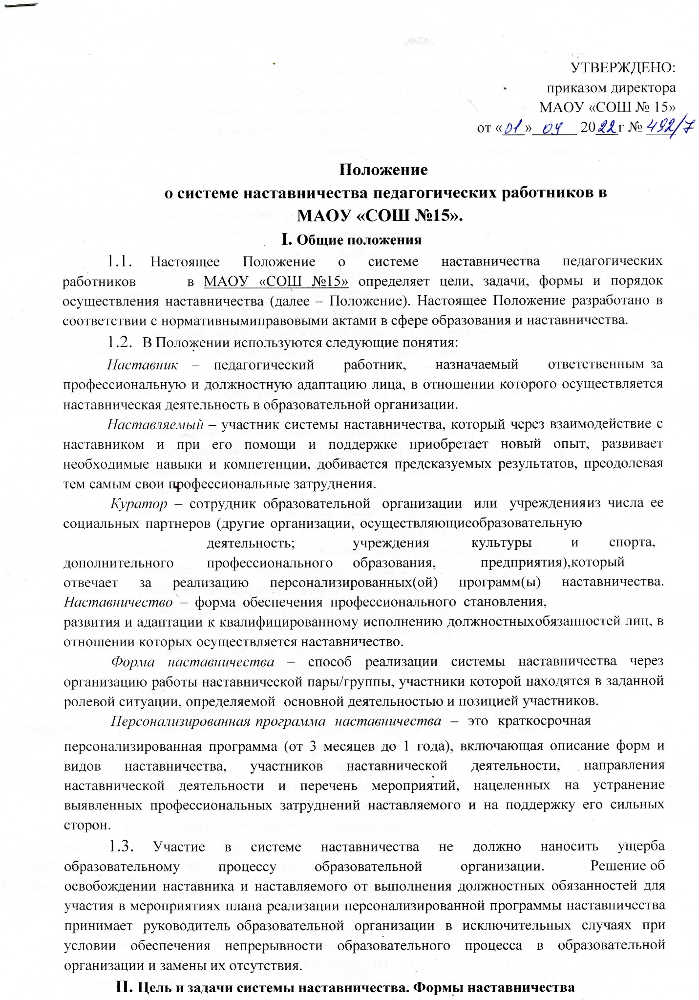 УТВЕРЖДЕНО:
приказом директора
МАОУ «СОШ № 15»
от «01» 09 2022г № 492/7
Положение
о системе наставничества педагогических работников в
МАОУ «СОШ №15».
I. Общие положения
1.1. Настоящее Положение о системе наставничества педагогических
работников в МАОУ «СОШ №15» определяет цели, задачи, формы и порядок
осуществления наставничества (далее – Положение). Настоящее Положение разработано в
соответствии с нормативнымиправовыми актами в сфере образования и наставничества.
1.2. В Положении используются следующие понятия:
Наставник – педагогический работник, назначаемый ответственным за
профессиональную и должностную адаптацию лица, в отношении которого осуществляется
наставническая деятельность в образовательной организации.
Наставляемый – участник системы наставничества, который через взаимодействие с
наставником и при его помощи и поддержке приобретает новый опыт, развивает
необходимые навыки и компетенции, добивается предсказуемых результатов, преодолевая
тем самым свои профессиональные затруднения.
Куратор – сотрудник образовательной организации или учрежденияиз числа ее
социальных партнеров (другие организации, осуществляющиеобразовательную
деятельность; учреждения культуры и спорта,
дополнительного профессионального образования, предприятия),который
отвечает за реализацию персонализированных(ой) программ(ы) наставничества.
Наставничество – форма обеспечения профессионального становления,
развития и адаптации к квалифицированному исполнению должностныхобязанностей лиц, в
отношении которых осуществляется наставничество.
Форма наставничества – способ реализации системы наставничества через
организацию работы наставнической пары/группы, участники которой находятся в заданной
ролевой ситуации, определяемой основной деятельностью и позицией участников.
Персонализированная программа наставничества – это краткосрочная
персонализированная программа (от 3 месяцев до 1 года), включающая описание форм и
видов наставничества, участников наставнической деятельности, направления
наставнической деятельности и перечень мероприятий, нацеленных на устранение
выявленных профессиональных затруднений наставляемого и на поддержку его сильных
сторон.
1.3. Участие в системе наставничества не должно наносить ущерба
образовательному процессу образовательной организации. Решение об
освобождении наставника и наставляемого от выполнения должностных обязанностей для
участия в мероприятиях плана реализации персонализированной программы наставничества
принимает руководитель образовательной организации в исключительных случаях при
условии обеспечения непрерывности образовательного процесса в образовательной
организации и замены их отсутствия.
II. Цель и задачи системы наставничества. Формы наставничества